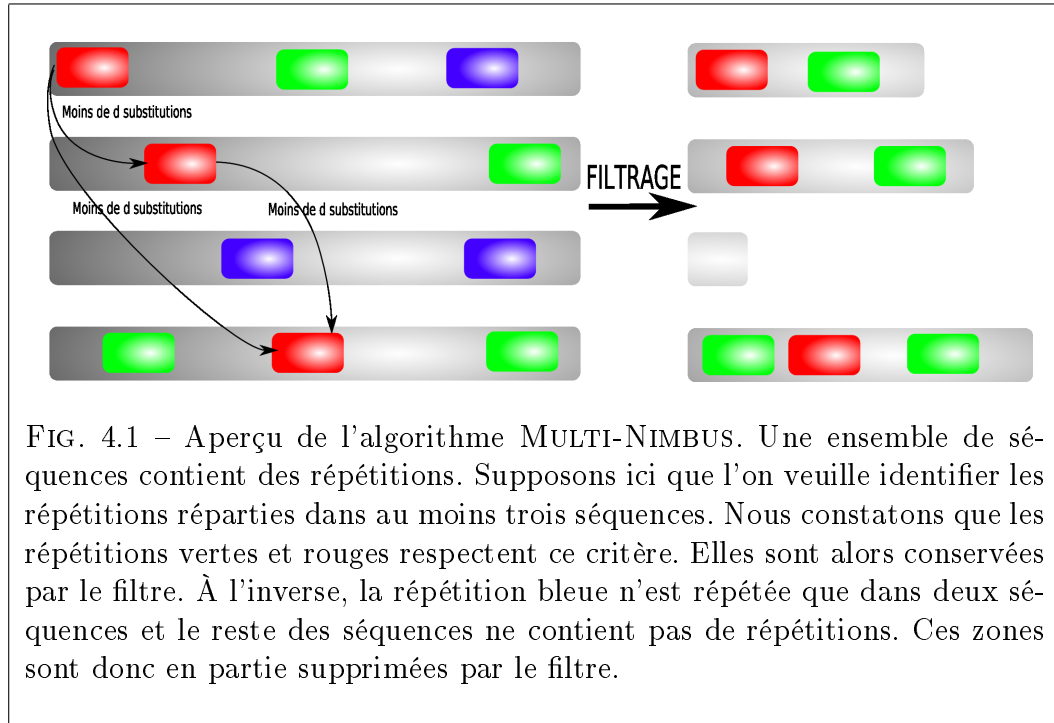 Moins de d substitutions
FILTRAGE
Moins de d substitutions
Moins de d substitutions
FIG. 4.1 – Aperçu de l'algorithme MULTI-NIMBUS. Une ensemble de sé-
quences contient des répétitions. Supposons ici que l'on veuille identifier les
répétitions réparties dans au moins trois séquences. Nous constatons que les
répétitions vertes et rouges respectent ce critère. Elles sont alors conservées
par le filtre. À l'inverse, la répétition bleue n'est répétée que dans deux sé-
quences et le reste des séquences ne contient pas de répétitions. Ces zones
sont donc en partie supprimées par le filtre.